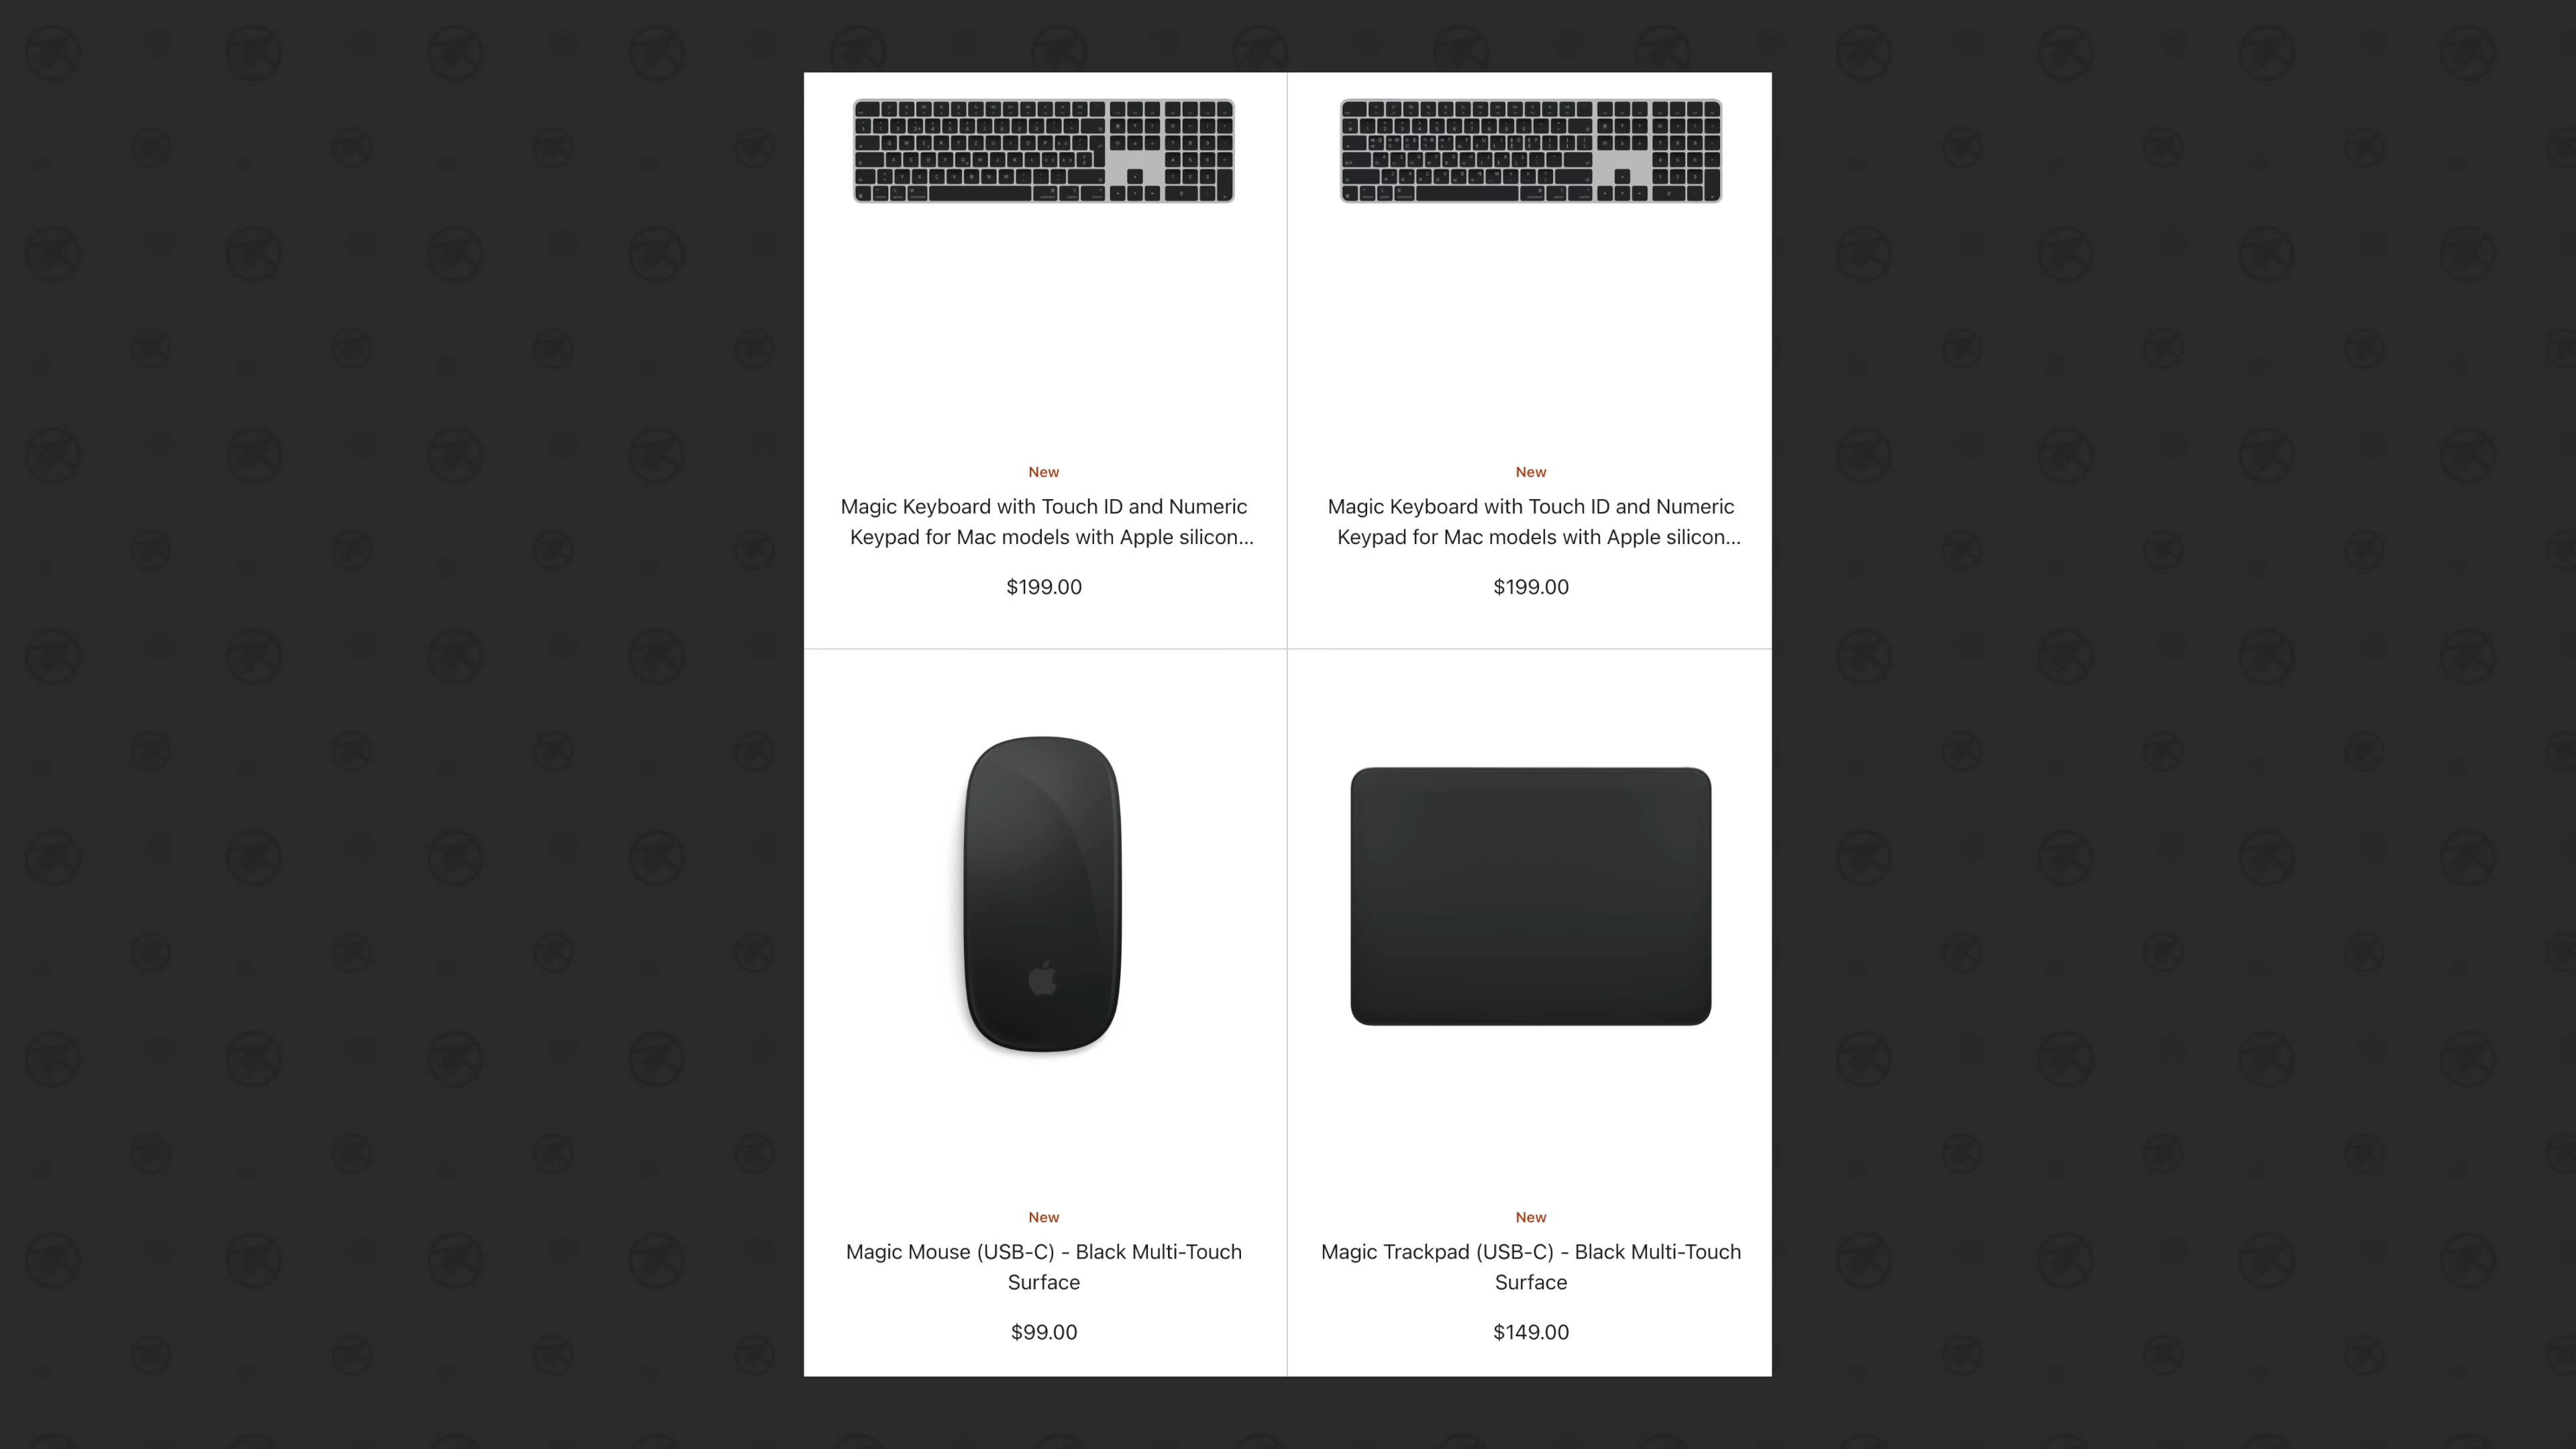 New
Magic Keyboard with Touch ID and Numeric
Keypad for Mac models with Apple silicon...
$199.00
New
Magic Keyboard with Touch ID and Numeric
Keypad for Mac models with Apple silicon...
$199.00
New
Magic Mouse (USB-C) - Black Multi-Touch
Surface
$99.00
New
Magic Trackpad (USB-C) - Black Multi-Touch
Surface
$149.00